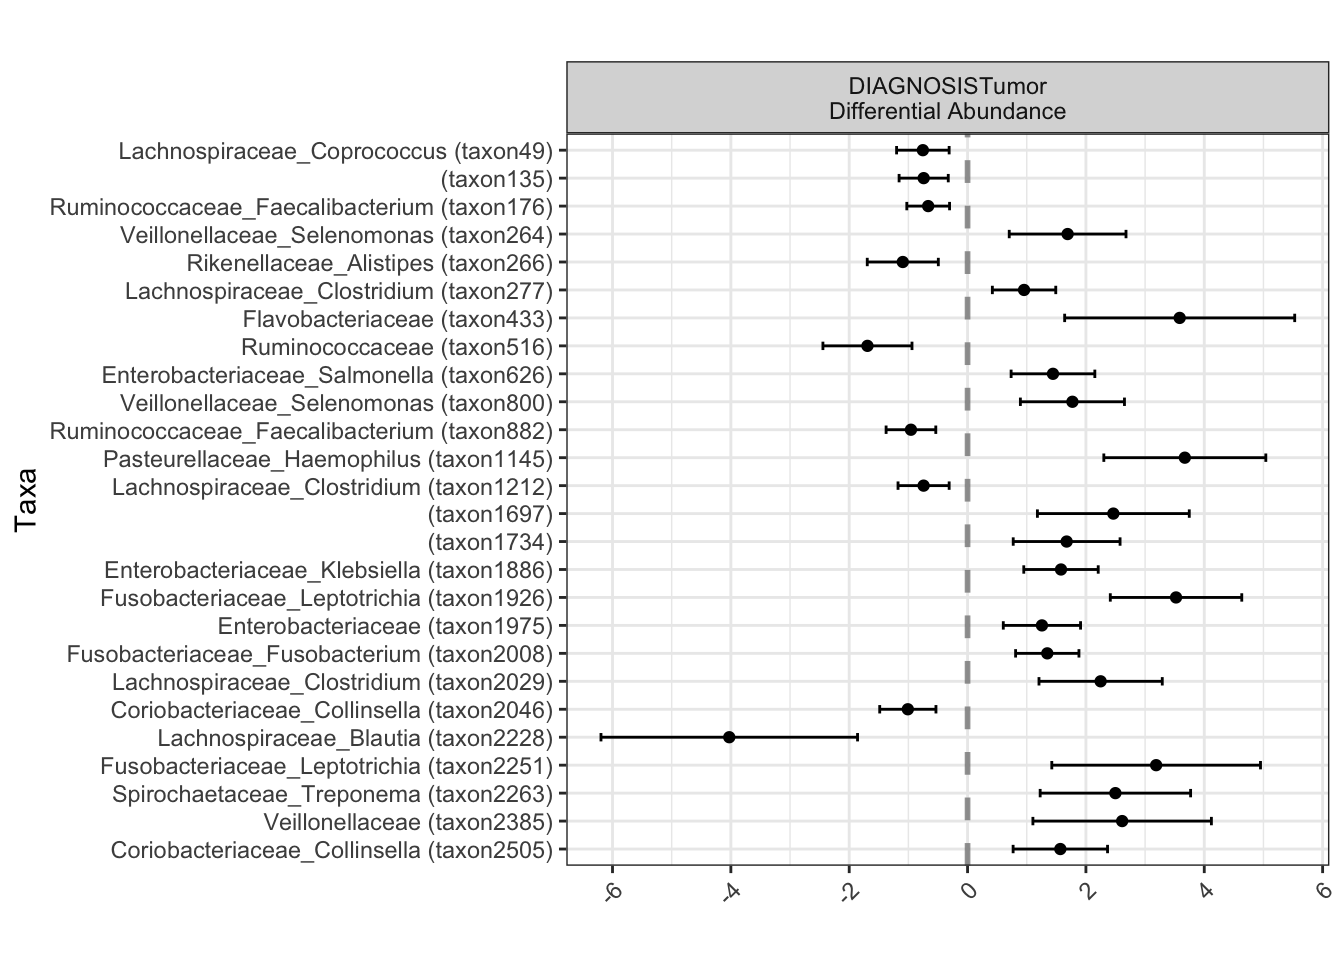 DIAGNOSISTumor
Differential Abundance
Taxa
Lachnospiraceae_Coprococcus (taxon49)
(taxon135)
Ruminococcaceae_Faecalibacterium (taxon176)
Veillonellaceae_Selenomonas (taxon264)
Rikenellaceae_Alistipes (taxon266)
Lachnospiraceae_Clostridium (taxon277)
Flavobacteriaceae (taxon433)
Ruminococcaceae (taxon516)
Enterobacteriaceae_Salmonella (taxon626)
Veillonellaceae_Selenomonas (taxon800)
Ruminococcaceae_Faecalibacterium (taxon882)
Pasteurellaceae_Haemophilus (taxon1145)
Lachnospiraceae_Clostridium (taxon1212)
(taxon1697)
(taxon1734)
Enterobacteriaceae_Klebsiella (taxon1886)
Fusobacteriaceae_Leptotrichia (taxon1926)
Enterobacteriaceae (taxon1975)
Fusobacteriaceae_Fusobacterium (taxon2008)
Lachnospiraceae_Clostridium (taxon2029)
Coriobacteriaceae_Collinsella (taxon2046)
Lachnospiraceae_Blautia (taxon2228)
Fusobacteriaceae_Leptotrichia (taxon2251)
Spirochaetaceae_Treponema (taxon2263)
Veillonellaceae (taxon2385)
Coriobacteriaceae_Collinsella (taxon2505)
-6 -4 -2 0 2 4 6